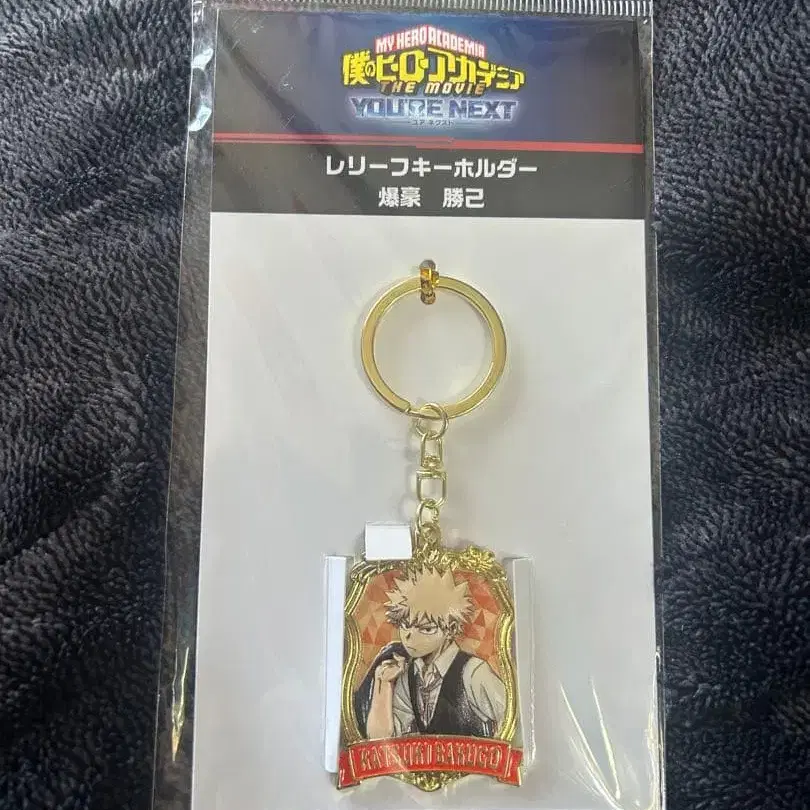 MY HERO ACADEMIA
僕のヒーローアカデミア
THE MOVIE
YOU'RE NEXT
ユア ネクスト
レリーフキーホルダー
爆豪 勝己
KATSUKI BAKUGO